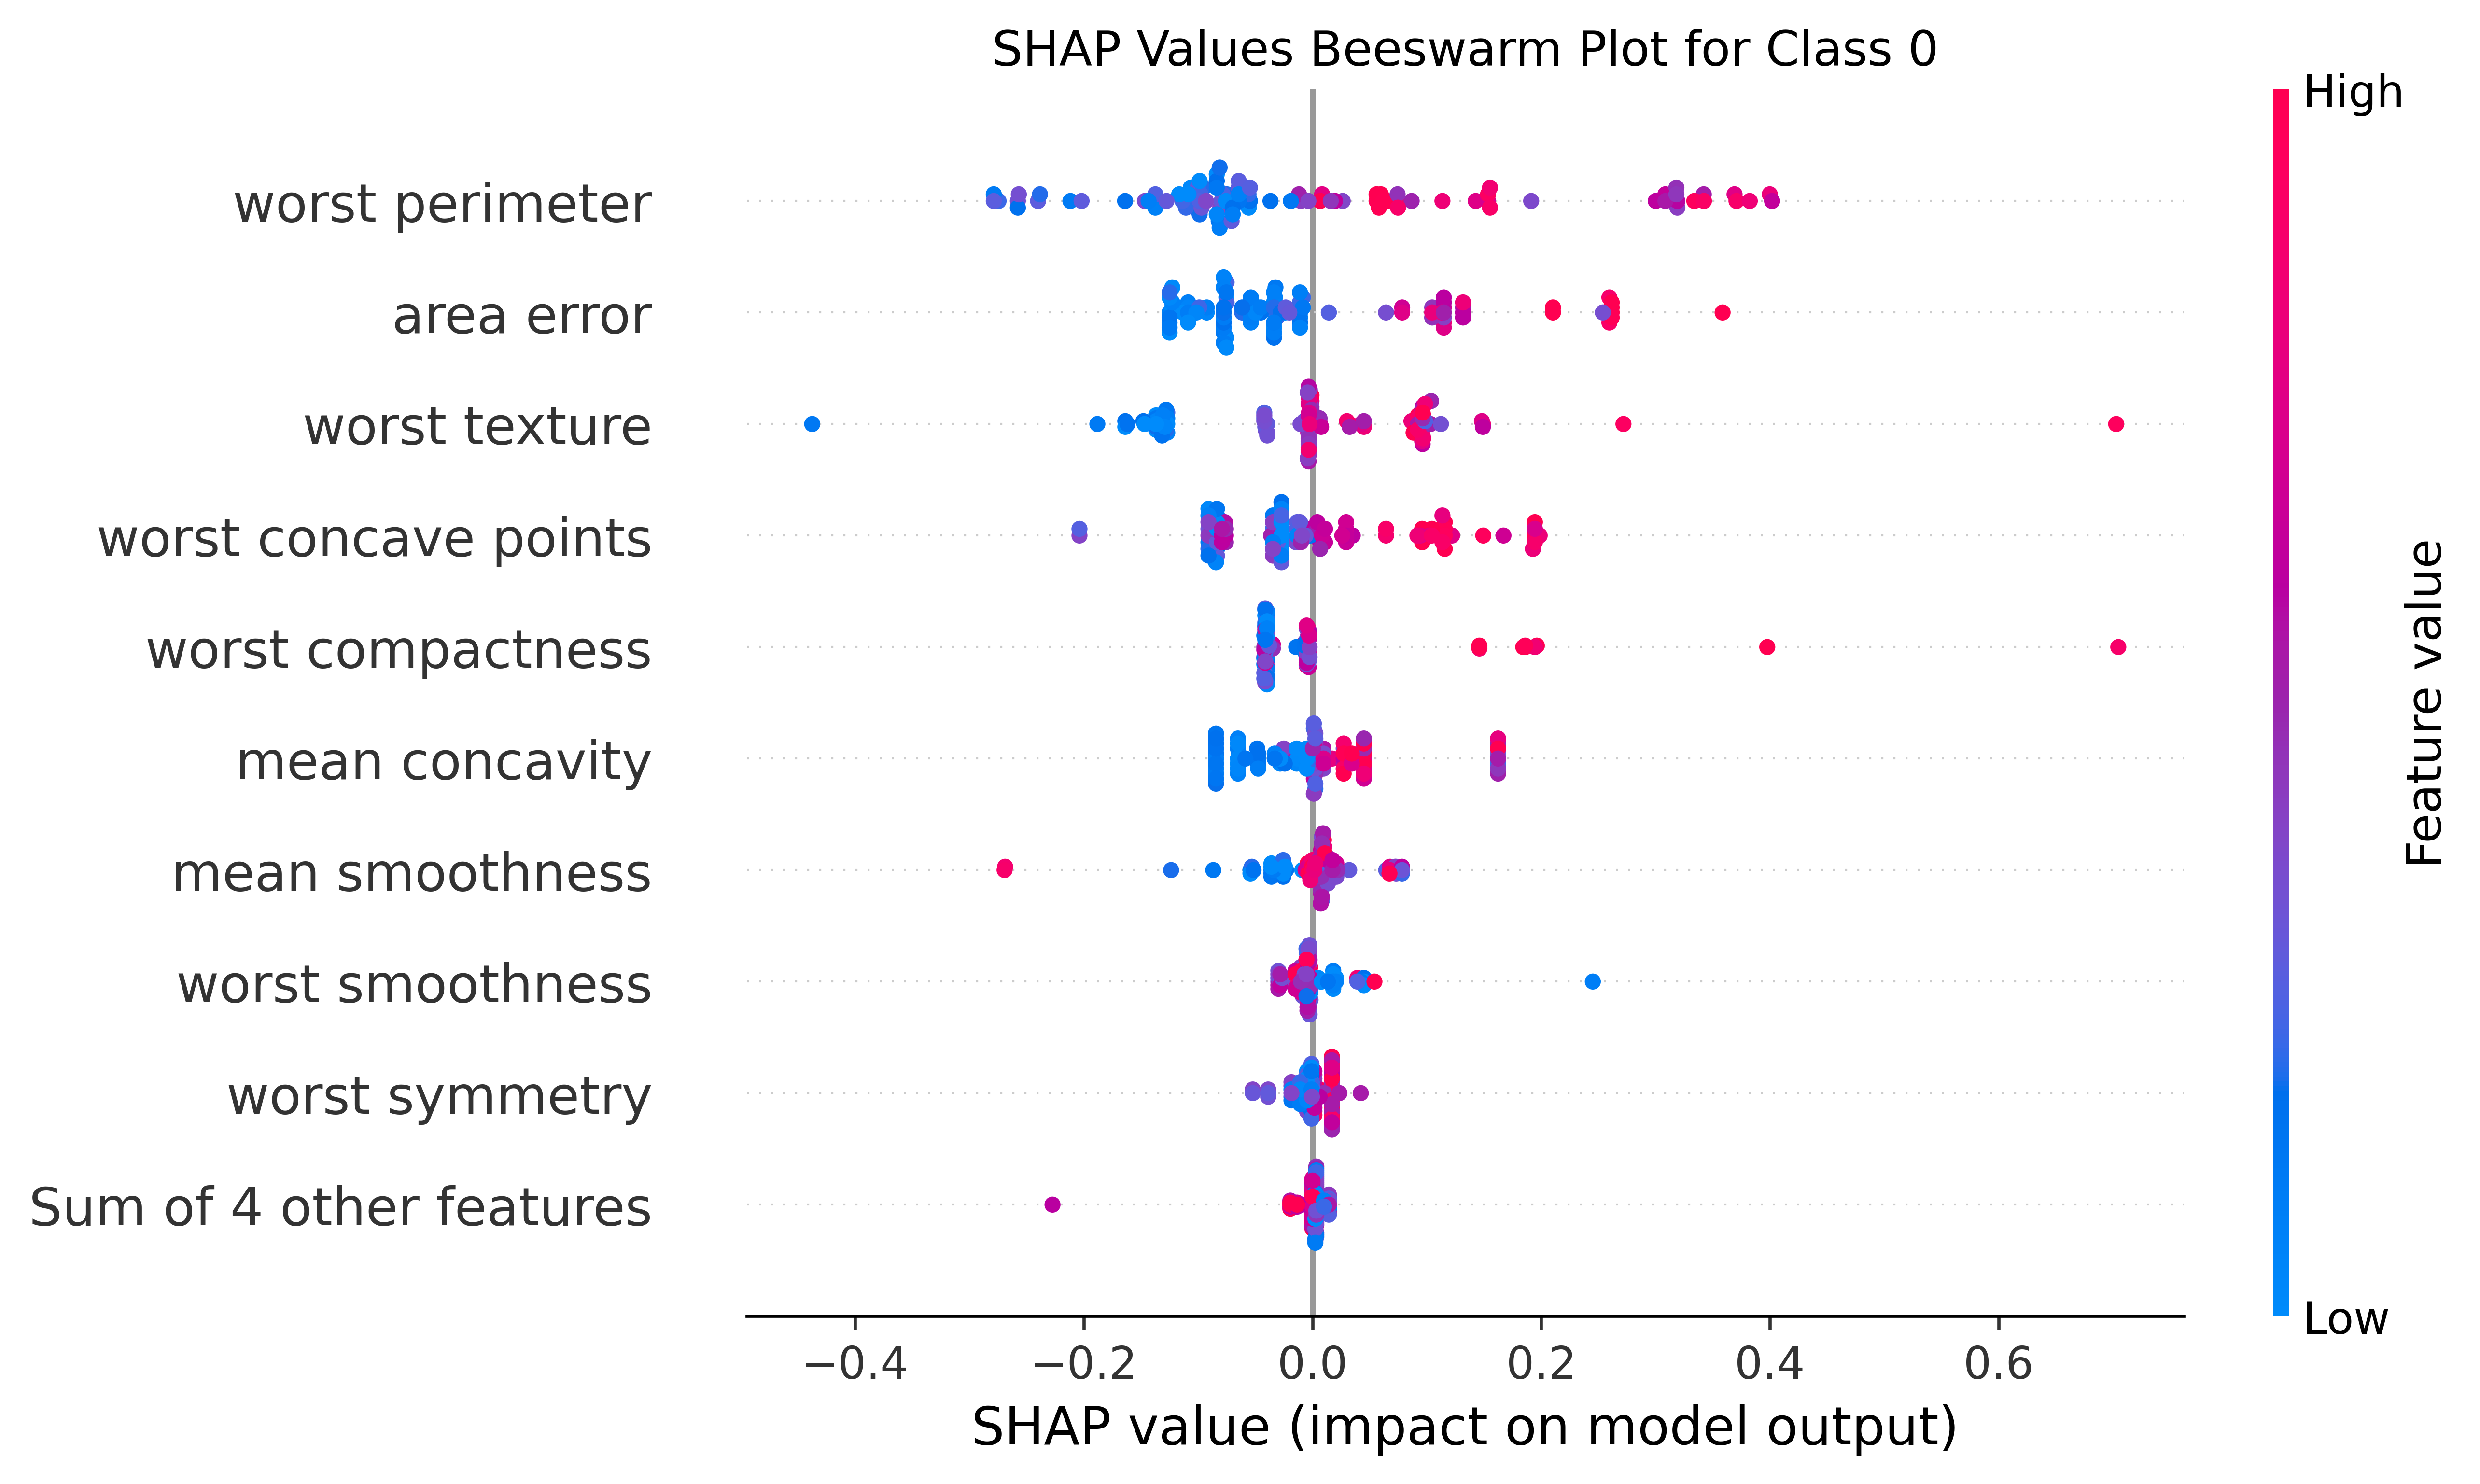 SHAP Values Beeswarm Plot for Class 0
High
worst perimeter
area error
worst texture
worst concave points
worst compactness
mean concavity
mean smoothness
worst smoothness
worst symmetry
Sum of 4 other features
Feature value
Low
−0.4 −0.2 0.0 0.2 0.4 0.6
SHAP value (impact on model output)